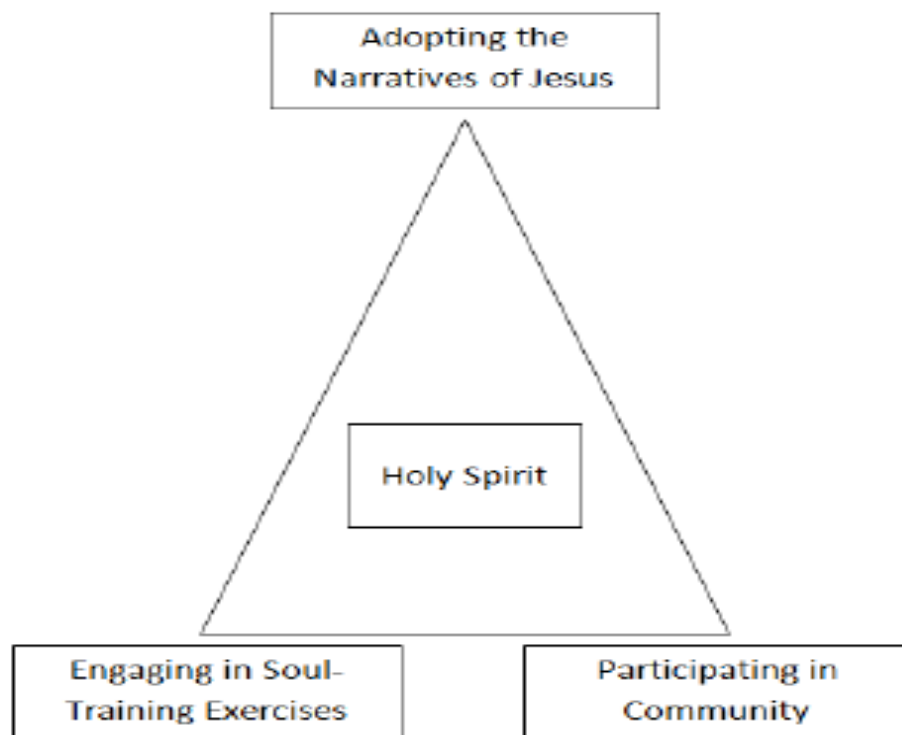 Adopting the
Narratives of Jesus
Holy Spirit
Engaging in Soul-
Training Exercises
Participating in
Community